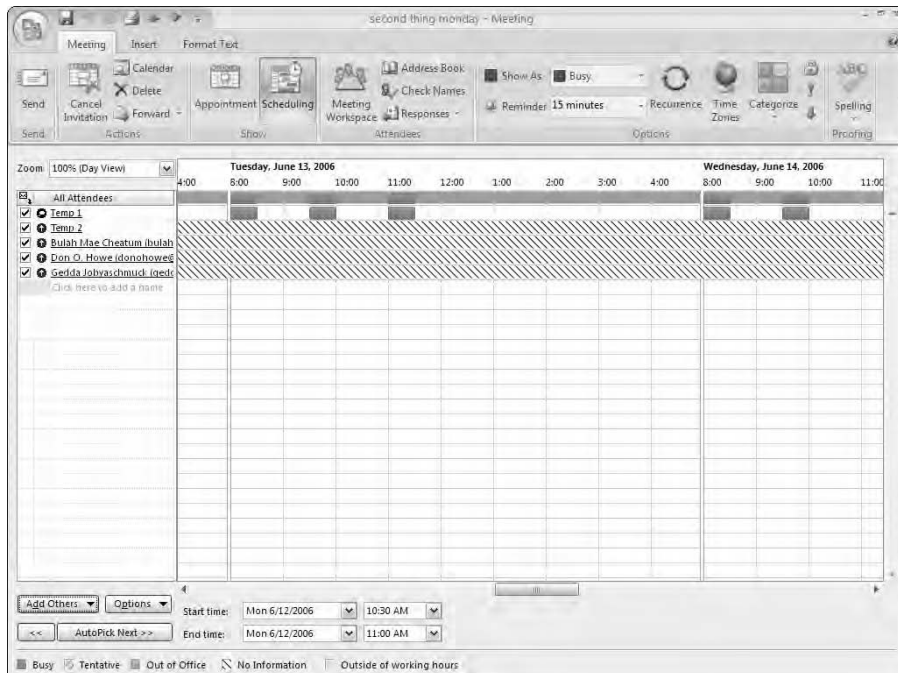 second thing monday - Meeting
Meeting Insert Format Text
Send
Cancel Invitation
Calendar
Delete
Forward
Appointment
Scheduling
Meeting Workspace
Address Book
Check Names
Responses
Show As Busy
Reminder 15 minutes
Recurrence
Time Zones
Categorize
ABC
Spelling
Send Actions Show Attendees Options Proofing
Zoom 100% (Day View)
Tuesday, June 13, 2006 Wednesday, June 14, 2006
4:00 8:00 9:00 10:00 11:00 12:00 1:00 2:00 3:00 4:00 8:00 9:00 10:00 11:00
All Attendees
Temp 1
Temp 2
Bulah Mae Cheatum (bulah
Don O. Howe (donohowe@
Gedda Jobyaschmuck (gedd
Click here to add a name
Add Others Options
<< AutoPick Next >>
Start time: Mon 6/12/2006 10:30 AM
End time: Mon 6/12/2006 11:00 AM
Busy Tentative Out of Office No Information Outside of working hours